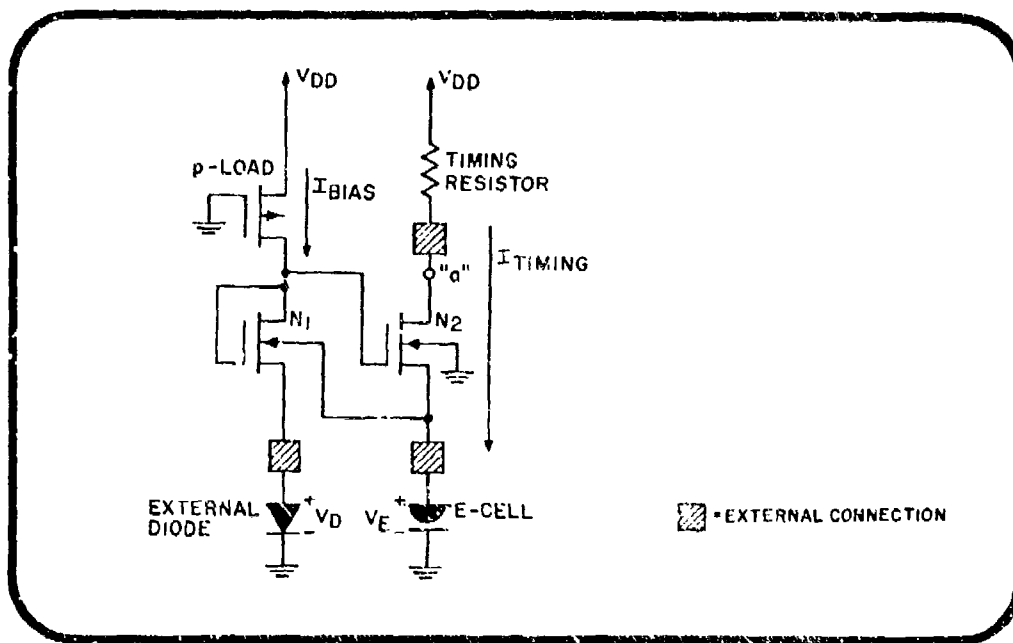 VDD
VDD
p-LOAD
IBIAS
TIMING
RESISTOR
"a"
ITIMING
N1
N2
EXTERNAL
DIODE
+
VD
-
VE
+
-
E-CELL
= EXTERNAL CONNECTION